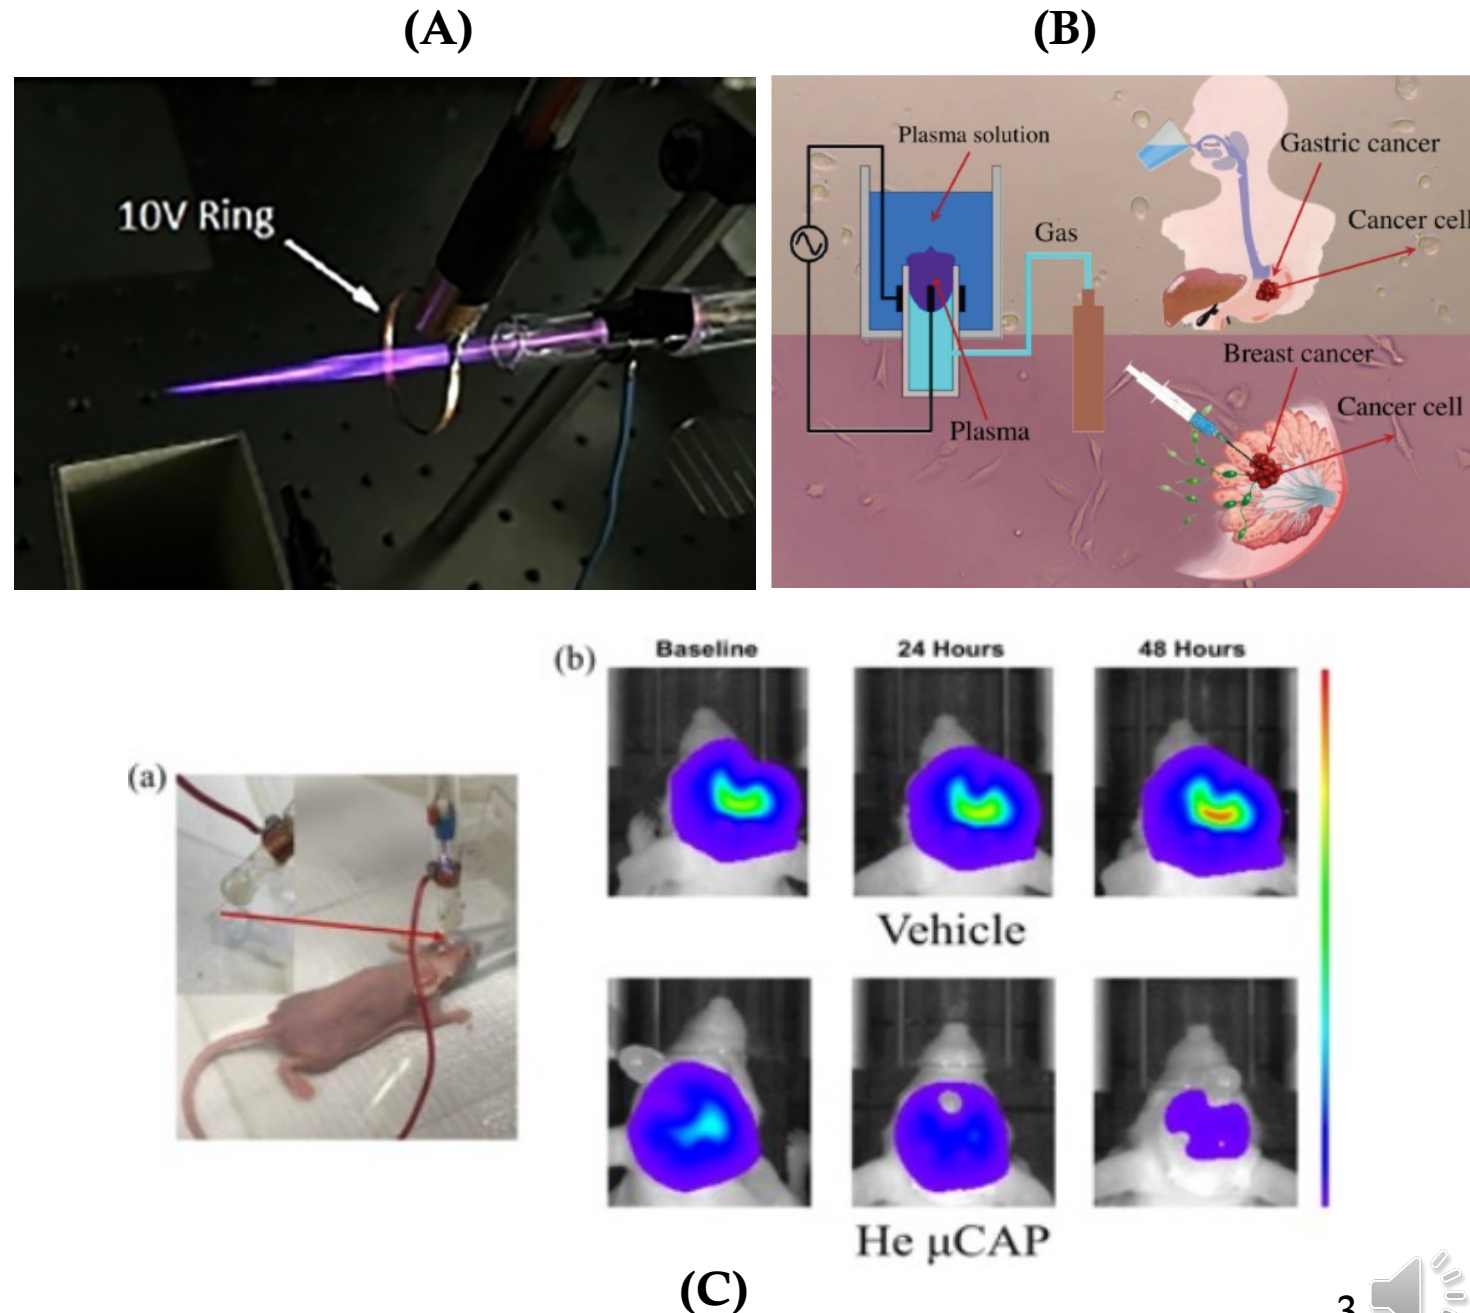 (A)
(B)
10V Ring
Plasma solution
Gas
Plasma
Gastric cancer
Cancer cell
Breast cancer
Cancer cell
(a)
(b)
Baseline
24 Hours
48 Hours
Vehicle
He μCAP
(C)
3